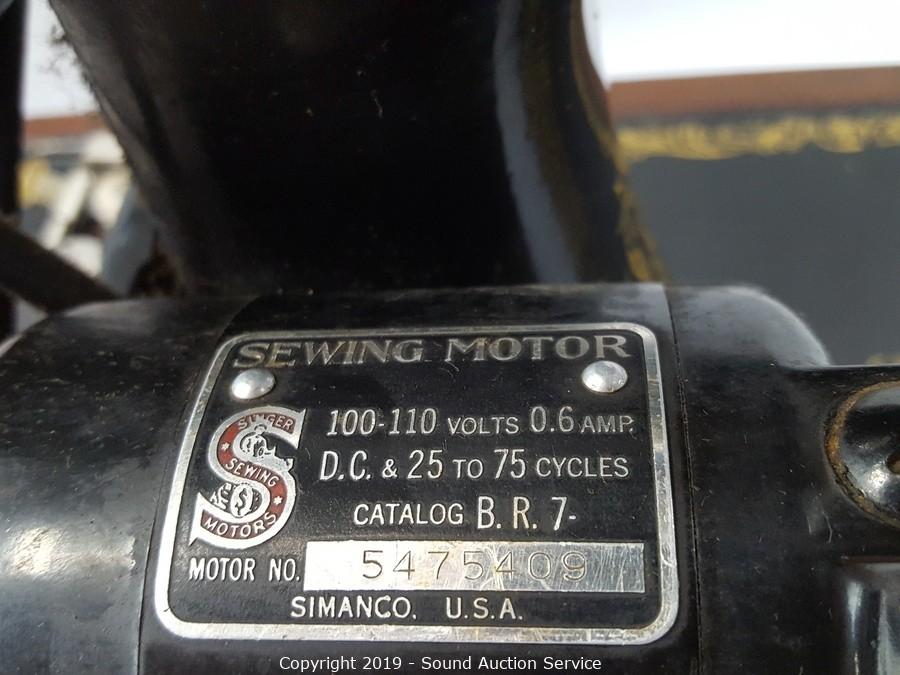 SEWING MOTOR
SINGER
SEWING
MOTORS
100-110 VOLTS 0.6 AMP.
D.C. & 25 TO 75 CYCLES
CATALOG B. R. 7-
MOTOR NO. 5475409
SIMANCO. U.S.A.
Copyright 2019 - Sound Auction Service